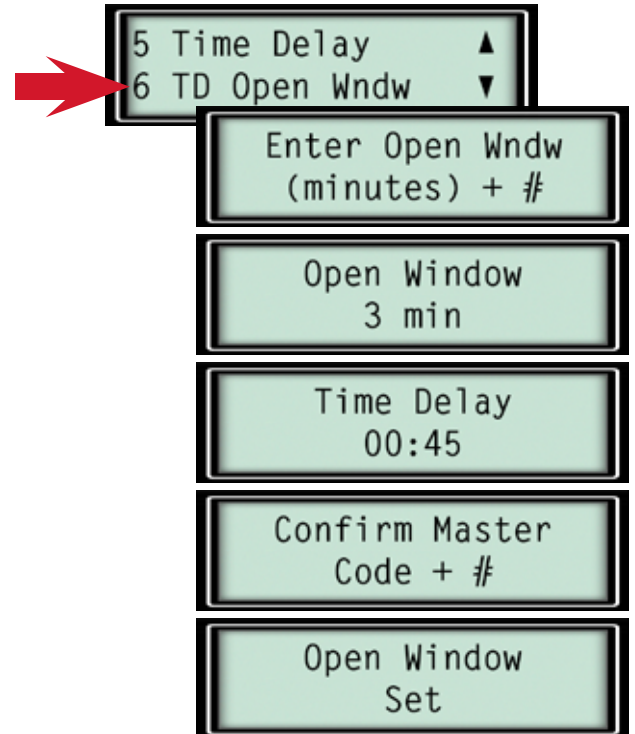 5 Time Delay ▲
6 TD Open Wndw ▼
Enter Open Wndw
(minutes) + #
Open Window
3 min
Time Delay
00:45
Confirm Master
Code + #
Open Window
Set